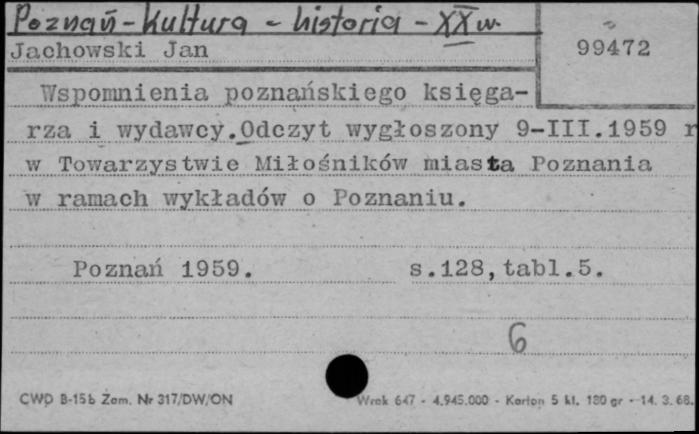 Poznań - Kultura - historia - XX w.
Jachowski Jan
99472
Wspomnienia poznańskiego księga-
rza i wydawcy. Odczyt wygłoszony 9-III.1959 r
w Towarzystwie Miłośników miasta Poznania
w ramach wykładów o Poznaniu.
Poznań 1959. s.128, tabl.5.
6
CWD B-15b Zam. Nr 317/DW/ON Wrak 647 - 4.945.000 - Karton 5 kl. 180 gr - 14. 3. 68.